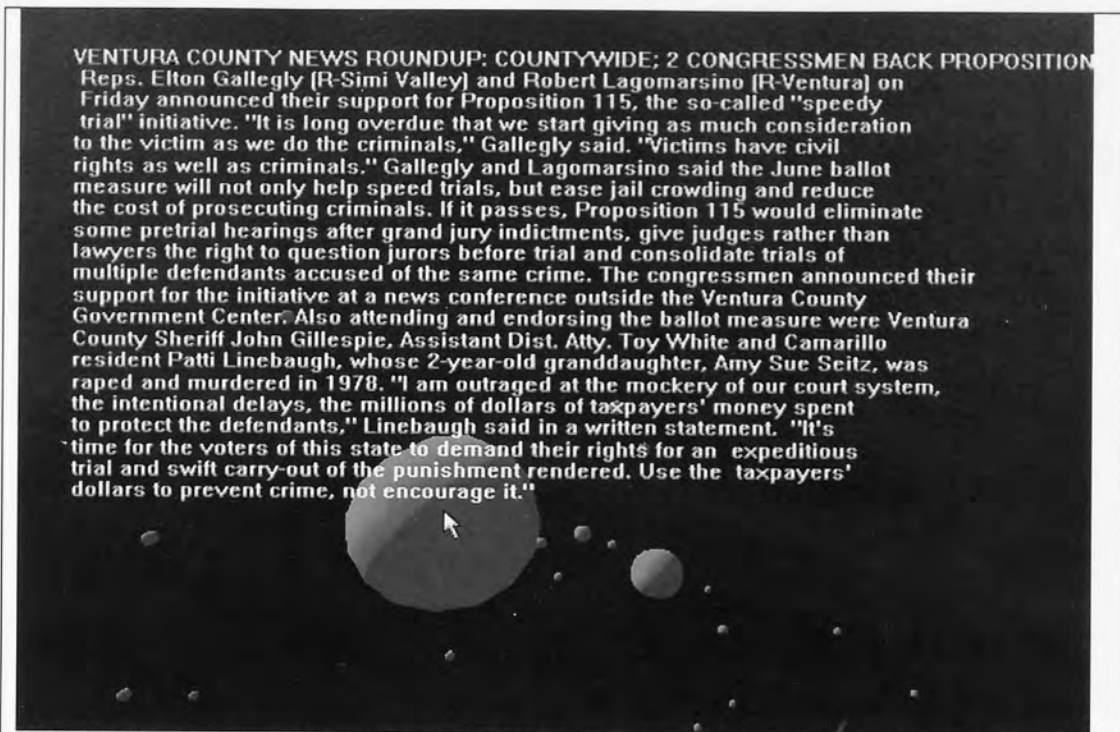 VENTURA COUNTY NEWS ROUNDUP: COUNTYWIDE; 2 CONGRESSMEN BACK PROPOSITION
Reps. Elton Gallegly (R-Simi Valley) and Robert Lagomarsino (R-Ventura) on
Friday announced their support for Proposition 115, the so-called "speedy
trial" initiative. "It is long overdue that we start giving as much consideration
to the victim as we do the criminals," Gallegly said. "Victims have civil
rights as well as criminals." Gallegly and Lagomarsino said the June ballot
measure will not only help speed trials, but ease jail crowding and reduce
the cost of prosecuting criminals. If it passes, Proposition 115 would eliminate
some pretrial hearings after grand jury indictments, give judges rather than
lawyers the right to question jurors before trial and consolidate trials of
multiple defendants accused of the same crime. The congressmen announced their
support for the initiative at a news conference outside the Ventura County
Government Center. Also attending and endorsing the ballot measure were Ventura
County Sheriff John Gillespie, Assistant Dist. Atty. Toy White and Camarillo
resident Patti Linebaugh, whose 2-year-old granddaughter, Amy Sue Seitz, was
raped and murdered in 1978. "I am outraged at the mockery of our court system,
the intentional delays, the millions of dollars of taxpayers' money spent
to protect the defendants," Linebaugh said in a written statement. "It's
time for the voters of this state to demand their rights for an expeditious
trial and swift carry-out of the punishment rendered. Use the taxpayers'
dollars to prevent crime, not encourage it."